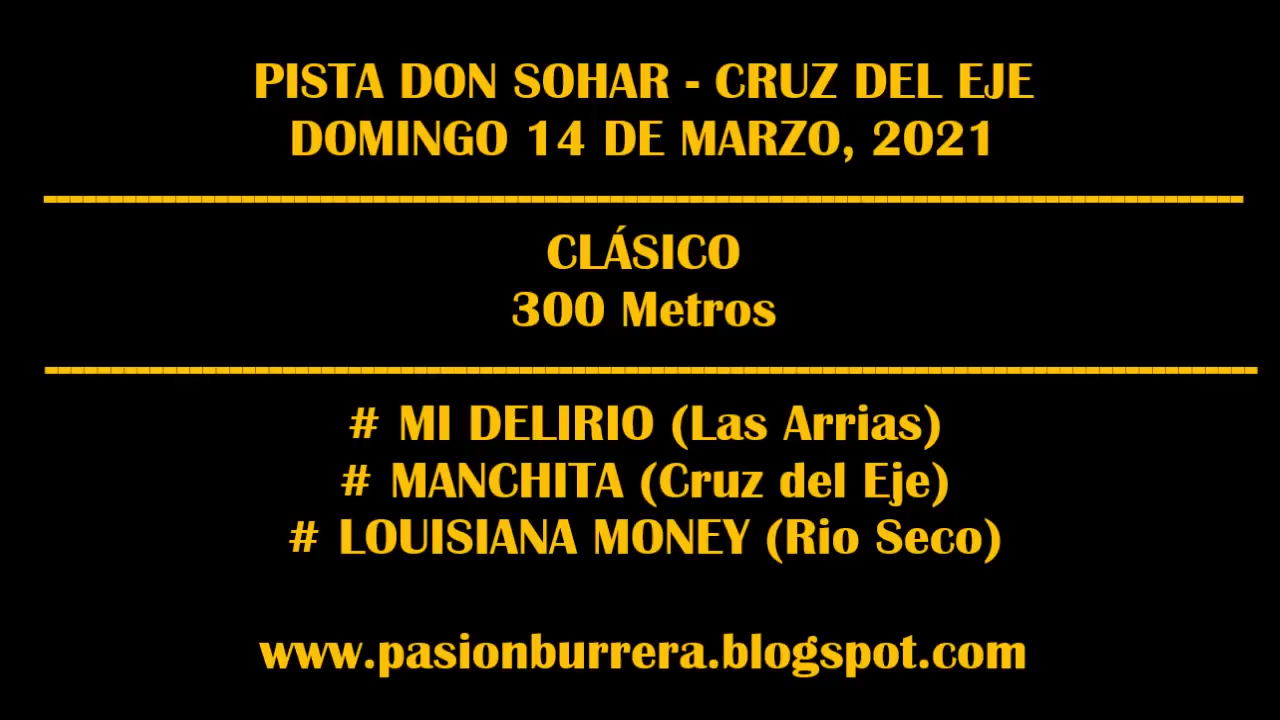 PISTA DON SOHAR - CRUZ DEL EJE
DOMINGO 14 DE MARZO, 2021
CLÁSICO
300 Metros
# MI DELIRIO (Las Arrias)
# MANCHITA (Cruz del Eje)
# LOUISIANA MONEY (Rio Seco)
www.pasionburrera.blogspot.com